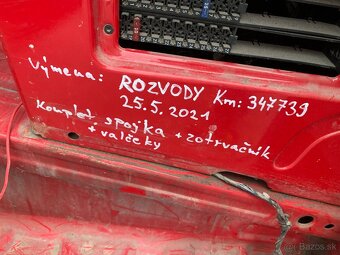 výmena: ROZVODY Km: 347739
25.5.2021
Komplet spojka + zotrvačník
+ valčeky
Bazos.sk